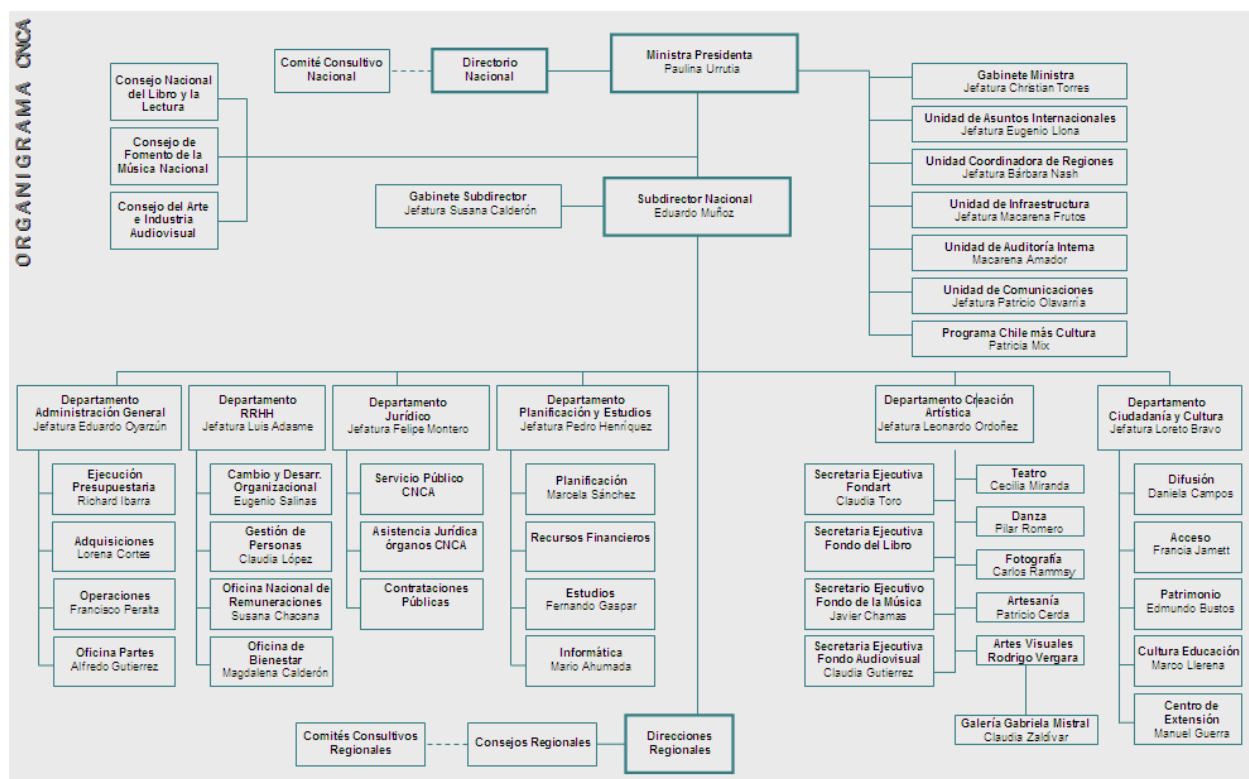 ORGANIGRAMA CNCA
Ministra Presidenta
Paulina Urrutia
Directorio
Nacional
Comité Consultivo
Nacional
Consejo Nacional
del Libro y la
Lectura
Consejo de
Fomento de la
Música Nacional
Consejo del Arte
e Industria
Audiovisual
Gabinete Ministra
Jefatura Christian Torres
Unidad de Asuntos Internacionales
Jefatura Eugenio Llona
Unidad Coordinadora de Regiones
Jefatura Bárbara Nash
Unidad de Infraestructura
Jefatura Macarena Frutos
Unidad de Auditoría Interna
Macarena Amador
Unidad de Comunicaciones
Jefatura Patricio Olavarría
Programa Chile más Cultura
Patricia Mix
Gabinete Subdirector
Jefatura Susana Calderón
Subdirector Nacional
Eduardo Muñoz
Departamento
Administración General
Jefatura Eduardo Oyarzún
Ejecución
Presupuestaria
Richard Ibarra
Adquisiciones
Lorena Cortes
Operaciones
Francisco Peralta
Oficina Partes
Alfredo Gutierrez
Departamento
RRHH
Jefatura Luis Adasme
Cambio y Desarr.
Organizacional
Eugenio Salinas
Gestión de
Personas
Claudia López
Oficina Nacional de
Remuneraciones
Susana Chacana
Oficina de
Bienestar
Magdalena Calderón
Departamento
Jurídico
Jefatura Felipe Montero
Servicio Público
CNCA
Asistencia Jurídica
órganos CNCA
Contrataciones
Públicas
Departamento
Planificación y Estudios
Jefatura Pedro Henríquez
Planificación
Marcela Sánchez
Recursos Financieros
Estudios
Fernando Gaspar
Informática
Mario Ahumada
Departamento Creación
Artística
Jefatura Leonardo Ordoñez
Secretaria Ejecutiva
Fondart
Claudia Toro
Secretaria Ejecutiva
Fondo del Libro
Secretario Ejecutivo
Fondo de la Música
Javier Chamas
Secretaria Ejecutiva
Fondo Audiovisual
Claudia Gutierrez
Teatro
Cecilia Miranda
Danza
Pilar Romero
Fotografía
Carlos Rammsy
Artesanía
Patricio Cerda
Artes Visuales
Rodrigo Vergara
Galería Gabriela Mistral
Claudia Zaldívar
Departamento
Ciudadanía y Cultura
Jefatura Loreto Bravo
Difusión
Daniela Campos
Acceso
Francia Jamett
Patrimonio
Edmundo Bustos
Cultura Educación
Marco Llerena
Centro de
Extensión
Manuel Guerra
Comités Consultivos
Regionales
Consejos Regionales
Direcciones
Regionales